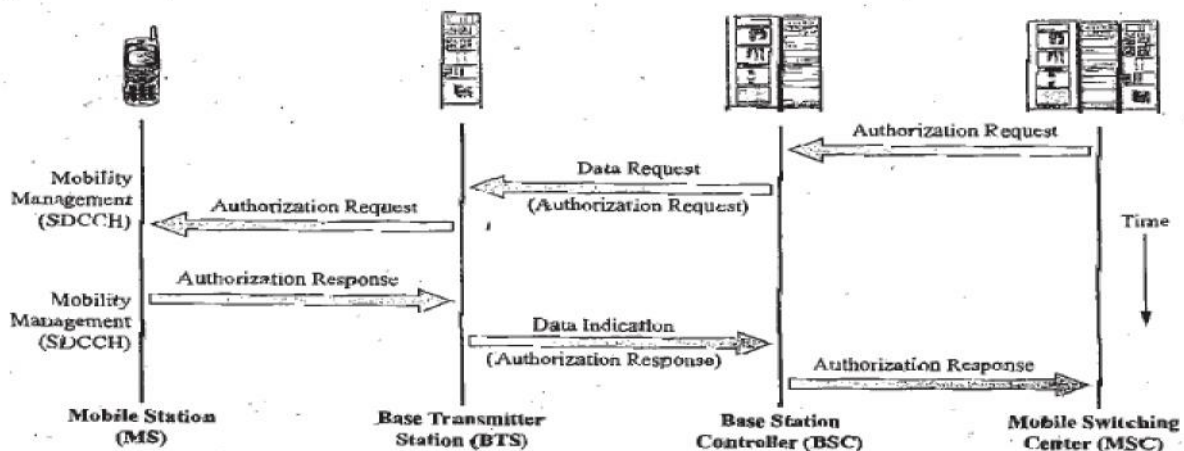 Authorization Request
Data Request
(Authorization Request)
Mobility
Management
(SDCCH)
Authorization Request
Time
Authorization Response
Mobility
Management
(SDCCH)
Data Indication
(Authorization Response)
Authorization Response
Mobile Station
(MS)
Base Transmitter
Station (BTS)
Base Station
Controller (BSC)
Mobile Switching
Center (MSC)